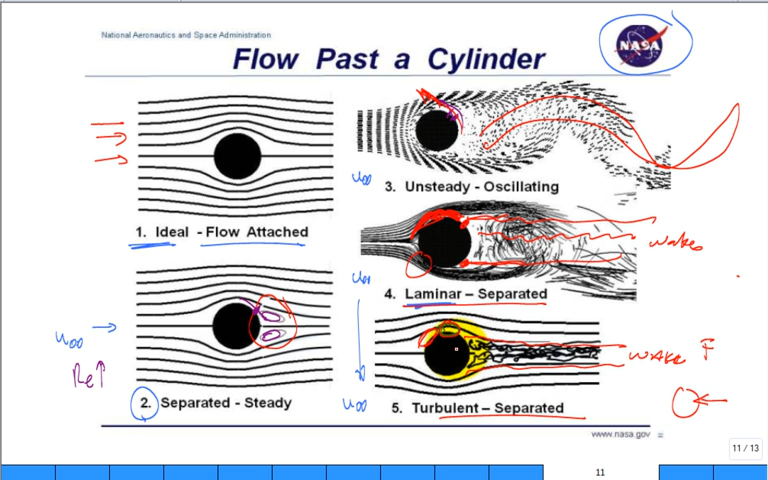 National Aeronautics and Space Administration
NASA
Flow Past a Cylinder
1. Ideal - Flow Attached
U∞
3. Unsteady - Oscillating
wakes
U∞
4. Laminar – Separated
U∞ →
Re↑
2. Separated - Steady
WAKE F
U∞
5. Turbulent – Separated
www.nasa.gov
11 / 13
11